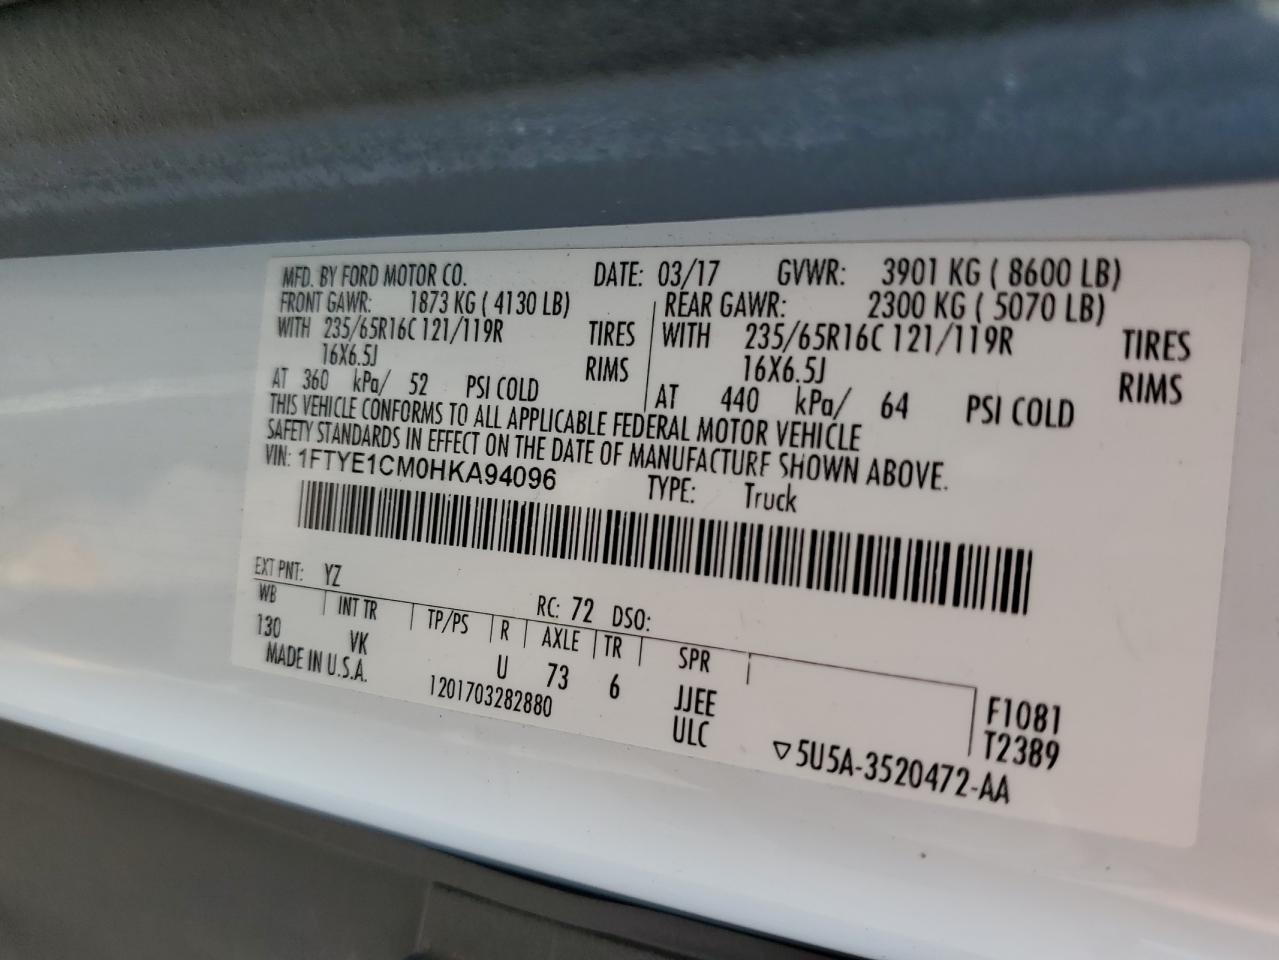 MFD. BY FORD MOTOR CO. DATE: 03/17 GVWR: 3901 KG ( 8600 LB)
FRONT GAWR: 1873 KG ( 4130 LB) REAR GAWR: 2300 KG ( 5070 LB)
WITH 235/65R16C 121/119R TIRES WITH 235/65R16C 121/119R TIRES
16X6.5J RIMS 16X6.5J RIMS
AT 360 kPa/ 52 PSI COLD AT 440 kPa/ 64 PSI COLD
THIS VEHICLE CONFORMS TO ALL APPLICABLE FEDERAL MOTOR VEHICLE
SAFETY STANDARDS IN EFFECT ON THE DATE OF MANUFACTURE SHOWN ABOVE.
VIN: 1FTYE1CM0HKA94096 TYPE: Truck
EXT PNT: YZ RC: 72 DSO:
WB INT TR TP/PS R AXLE TR SPR
130 VK U 73 6 JJEE F1081
MADE IN U.S.A. 1201703282880 ULC T2389
5U5A-3520472-AA